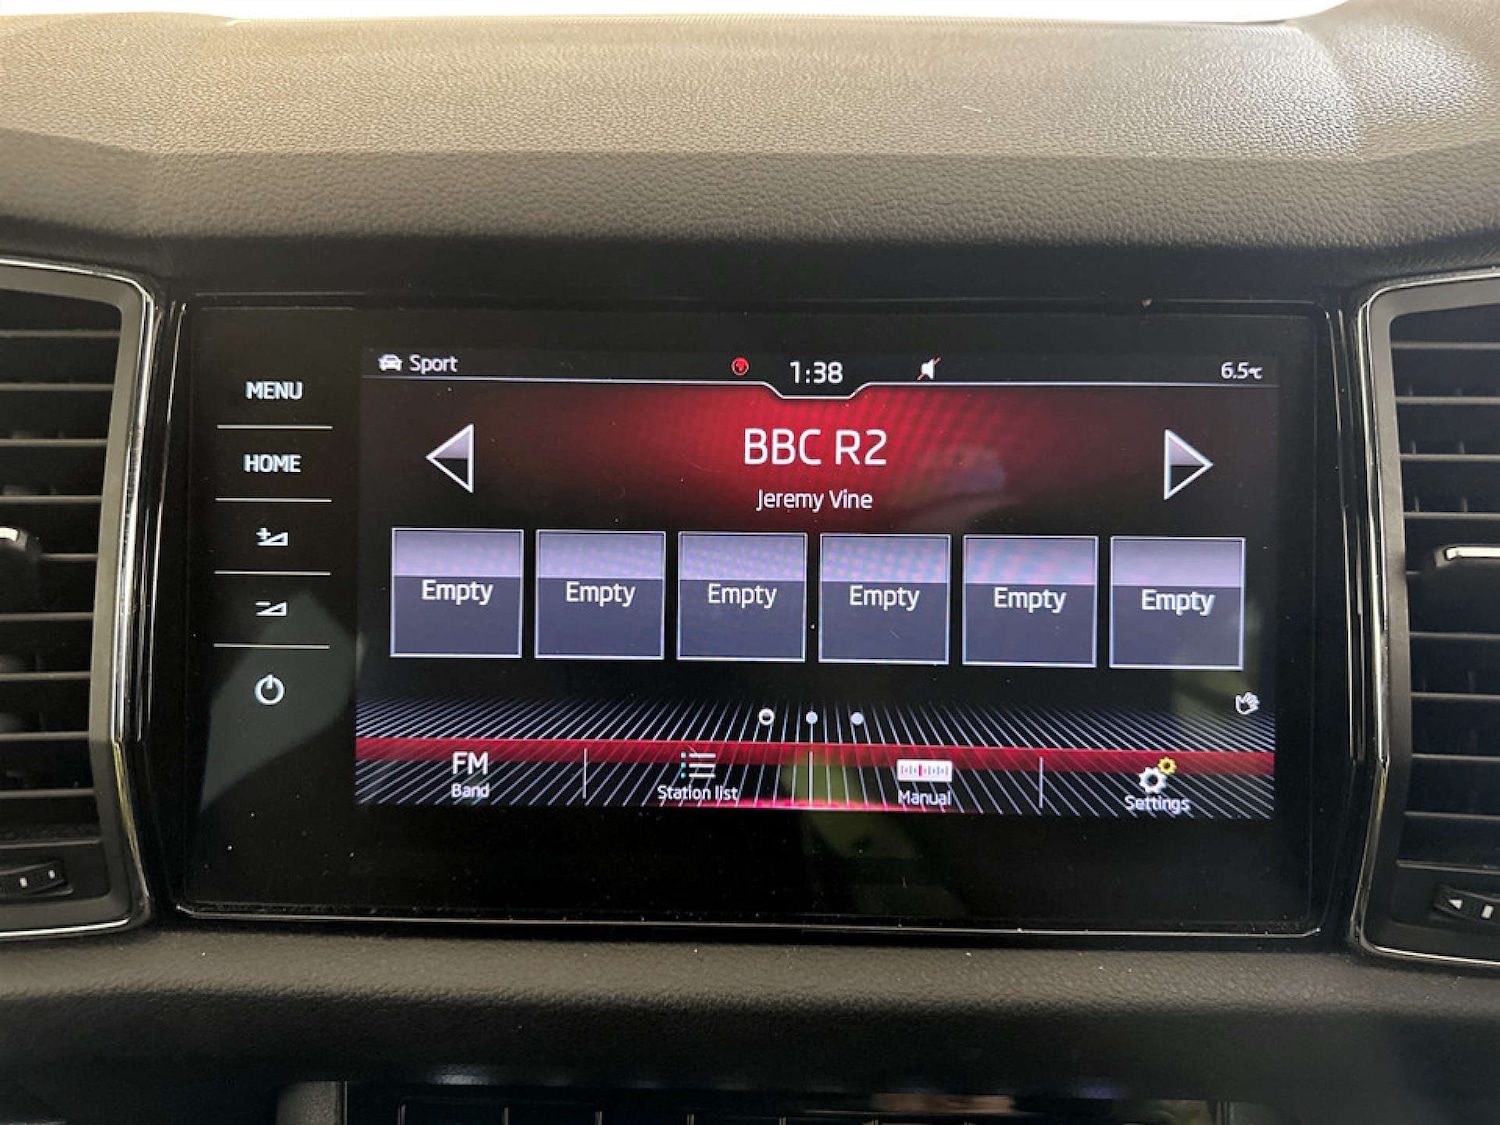 Sport
1:38
6.5°C
MENU
HOME
BBC R2
Jeremy Vine
Empty
Empty
Empty
Empty
Empty
Empty
FM
Band
Station list
Manual
Settings